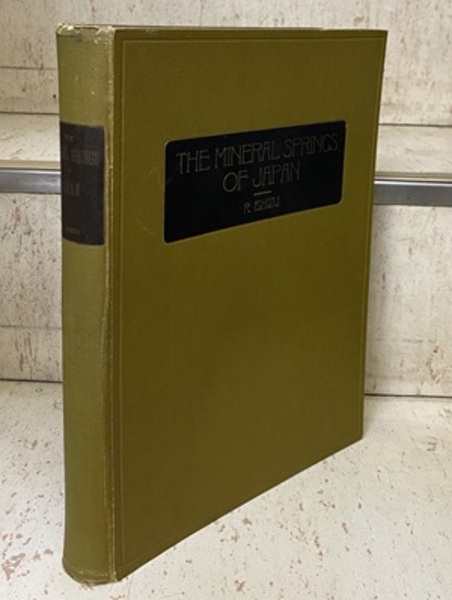 THE MINERAL SPRINGS
OF JAPAN
R. ISHIZU